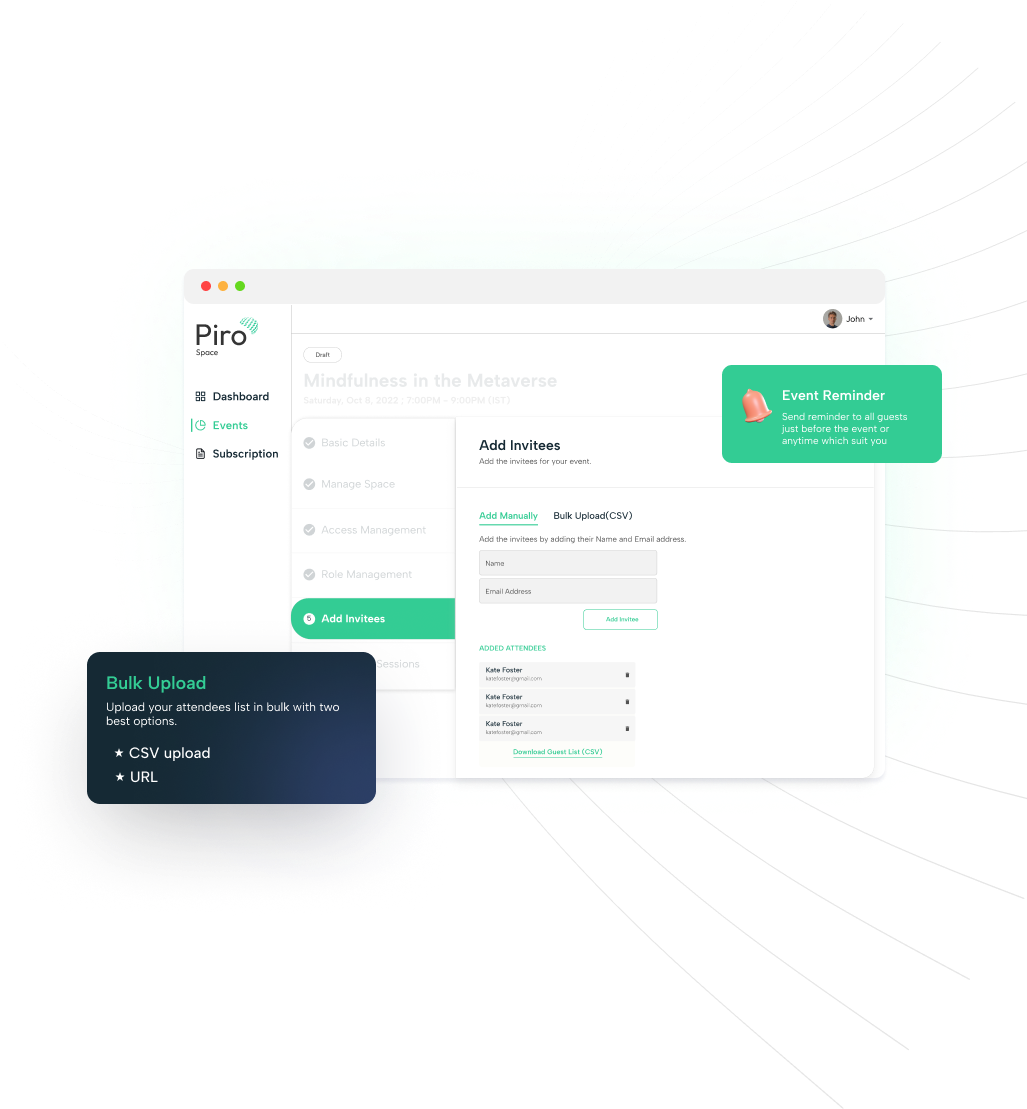 Piro
Space
John
Dashboard
Events
Subscription
Draft
Mindfulness in the Metaverse
Saturday, Oct 8, 2022 ; 7:00PM - 9:00PM (IST)
Basic Details
Manage Space
Access Management
Role Management
5 Add Invitees
Sessions
Add Invitees
Add the invitees for your event.
Add Manually Bulk Upload(CSV)
Add the invitees by adding their Name and Email address.
Name
Email Address
Add Invitee
ADDED ATTENDEES
Kate Foster
katefoster@gmail.com
Kate Foster
katefoster@gmail.com
Kate Foster
katefoster@gmail.com
Download Guest List (CSV)
Event Reminder
Send reminder to all guests
just before the event or
anytime which suit you
Bulk Upload
Upload your attendees list in bulk with two
best options.
★ CSV upload
★ URL